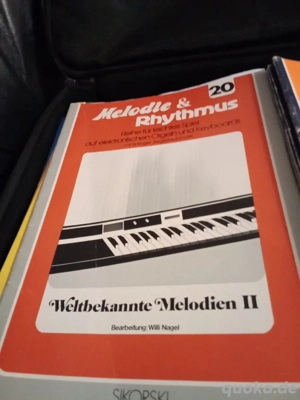 20
Melodie &
Rhythmus
Reihe für leichtes Spiel
auf elektronischen Orgeln und Keyboards
Weltbekannte Melodien II
Bearbeitung: Willi Nagel
SIKORSKI
quoka.de